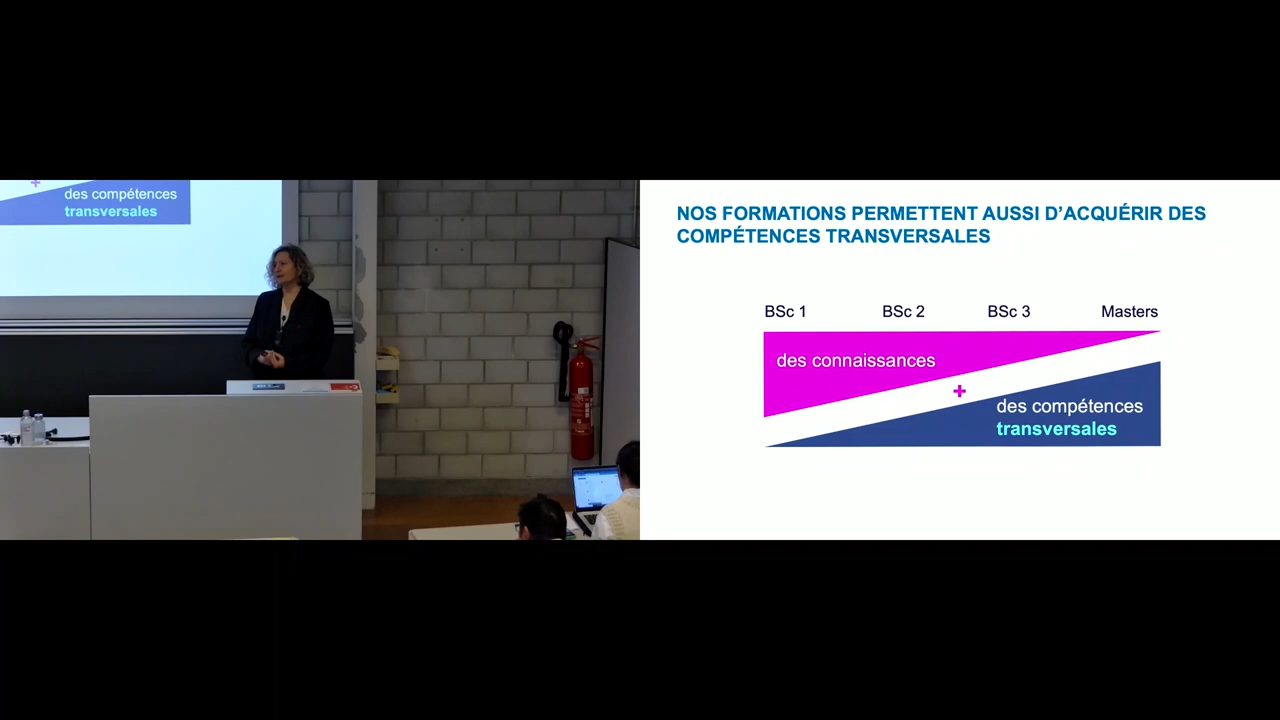 des compétences
transversales
NOS FORMATIONS PERMETTENT AUSSI D’ACQUÉRIR DES
COMPÉTENCES TRANSVERSALES
BSc 1 BSc 2 BSc 3 Masters
des connaissances
+
des compétences
transversales